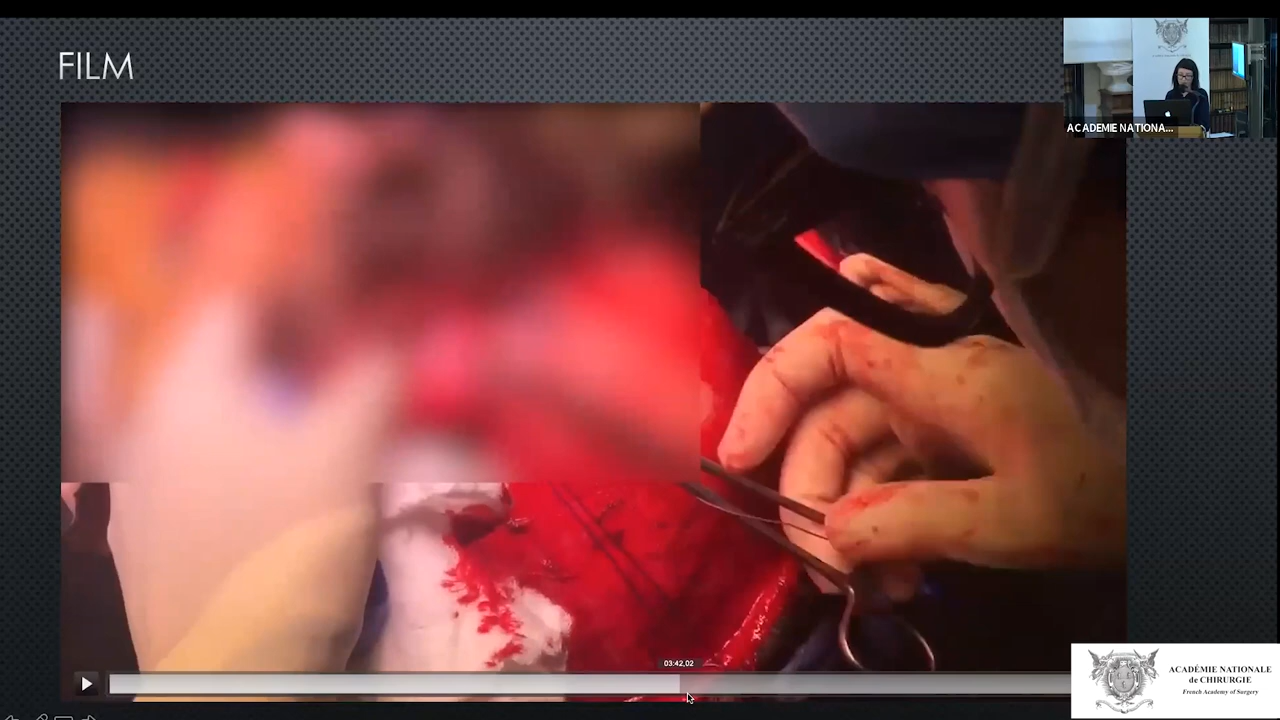 FILM
ACADEMIE NATIONA...
03:42,02
ACADÉMIE NATIONALE
de CHIRURGIE
French Academy of Surgery